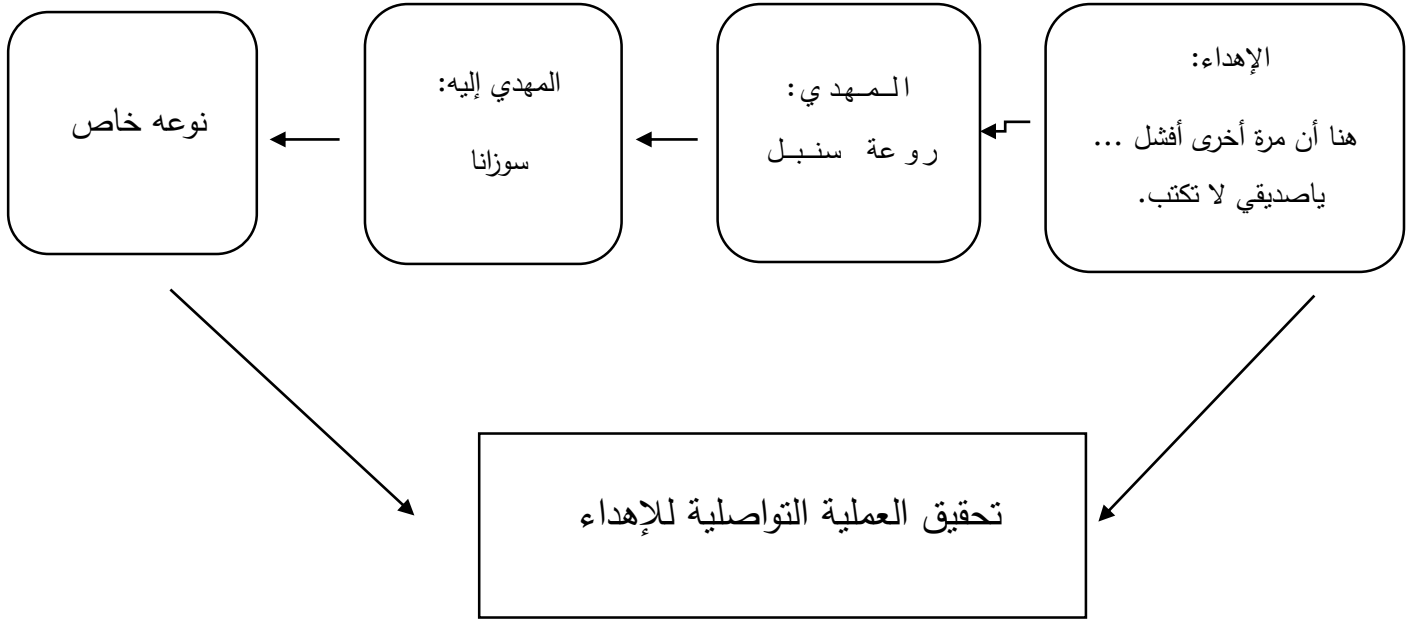 الإهداء:
هنا أن مرة أخرى أفشل ...
ياصديقي لا تكتب.
المهدي:
روعة سنبل
المهدي إليه:
سوزانا
نوعه خاص
تحقيق العملية التواصلية للإهداء